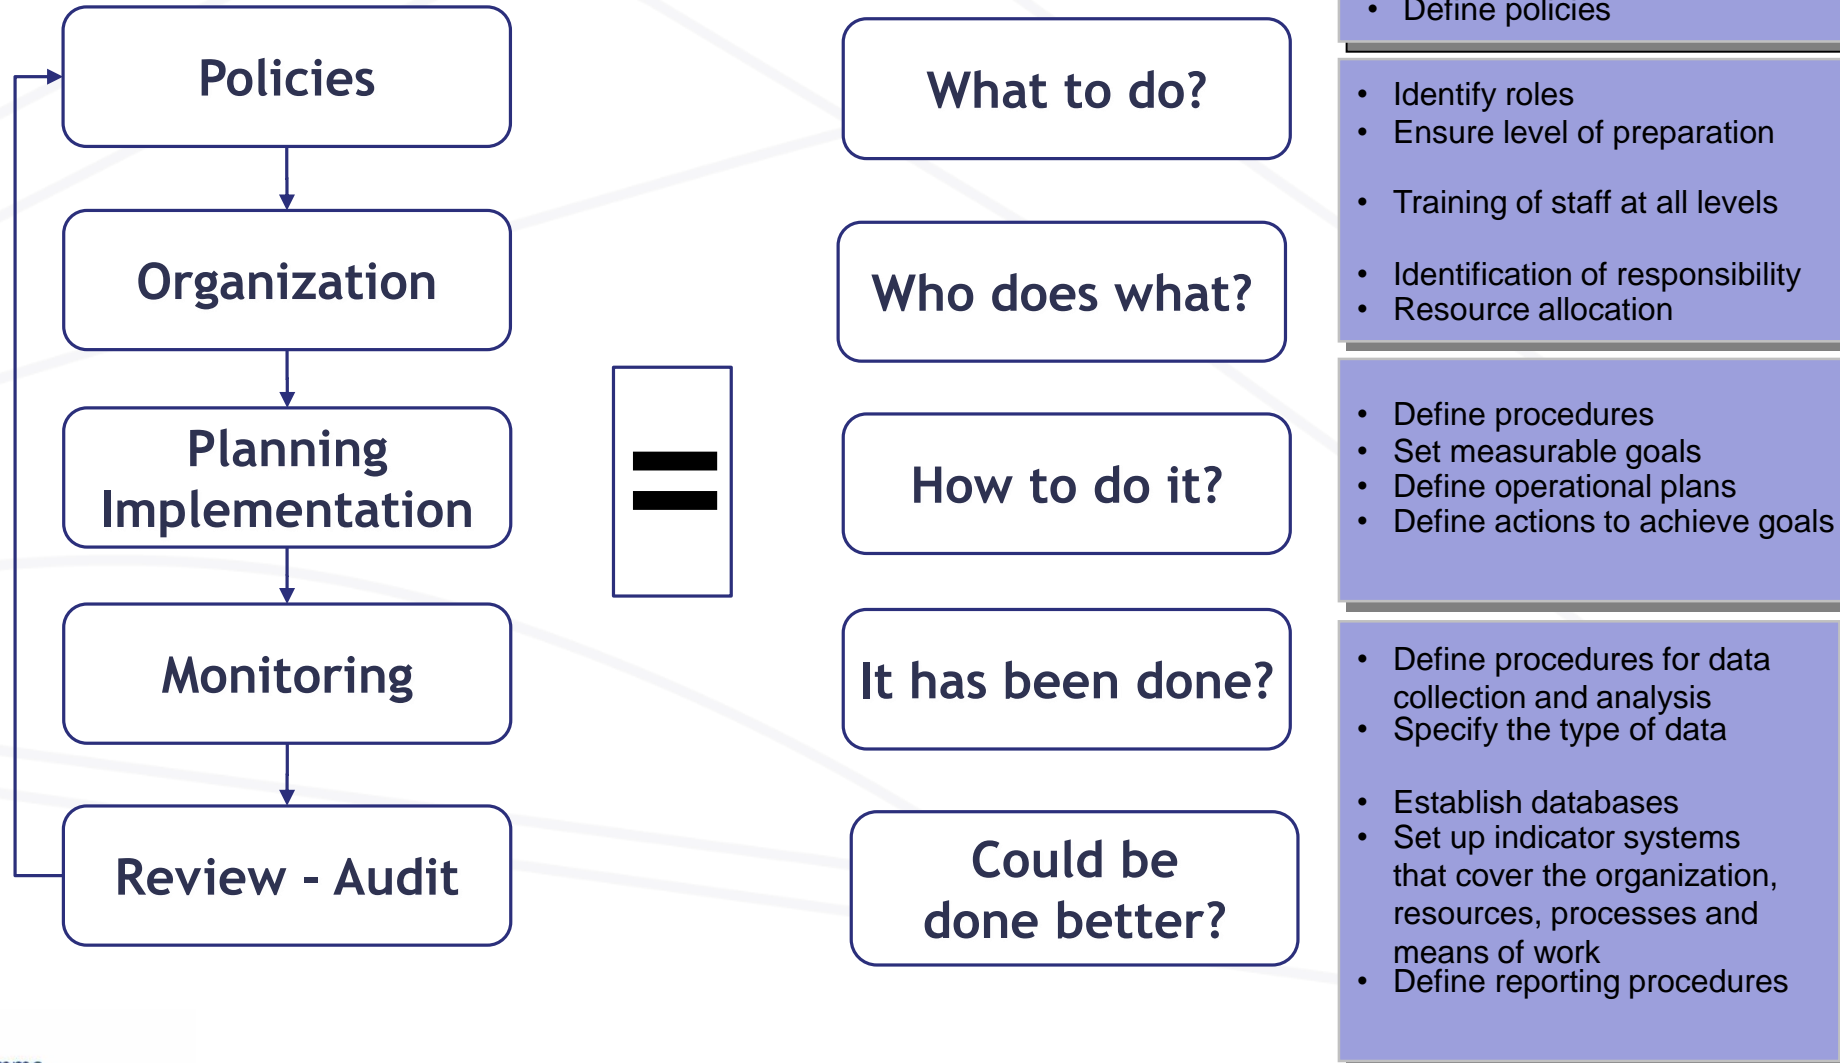 Policies
Organization
Planning
Implementation
Monitoring
Review - Audit
=
What to do?
Who does what?
How to do it?
It has been done?
Could be
done better?
• Define policies
• Identify roles
• Ensure level of preparation
• Training of staff at all levels
• Identification of responsibility
• Resource allocation
• Define procedures
• Set measurable goals
• Define operational plans
• Define actions to achieve goals
• Define procedures for data
collection and analysis
• Specify the type of data
• Establish databases
• Set up indicator systems
that cover the organization,
resources, processes and
means of work
• Define reporting procedures